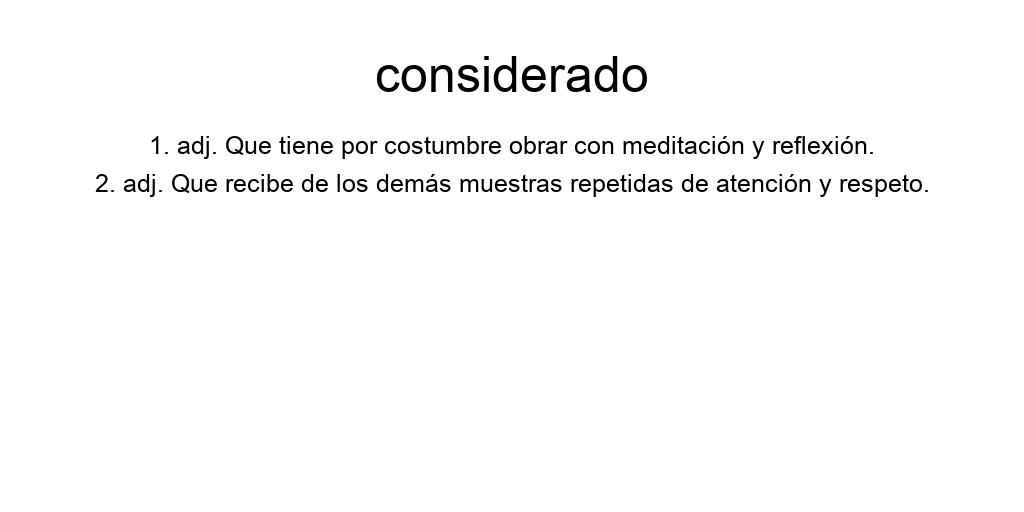 considerado
1. adj. Que tiene por costumbre obrar con meditación y reflexión.
2. adj. Que recibe de los demás muestras repetidas de atención y respeto.